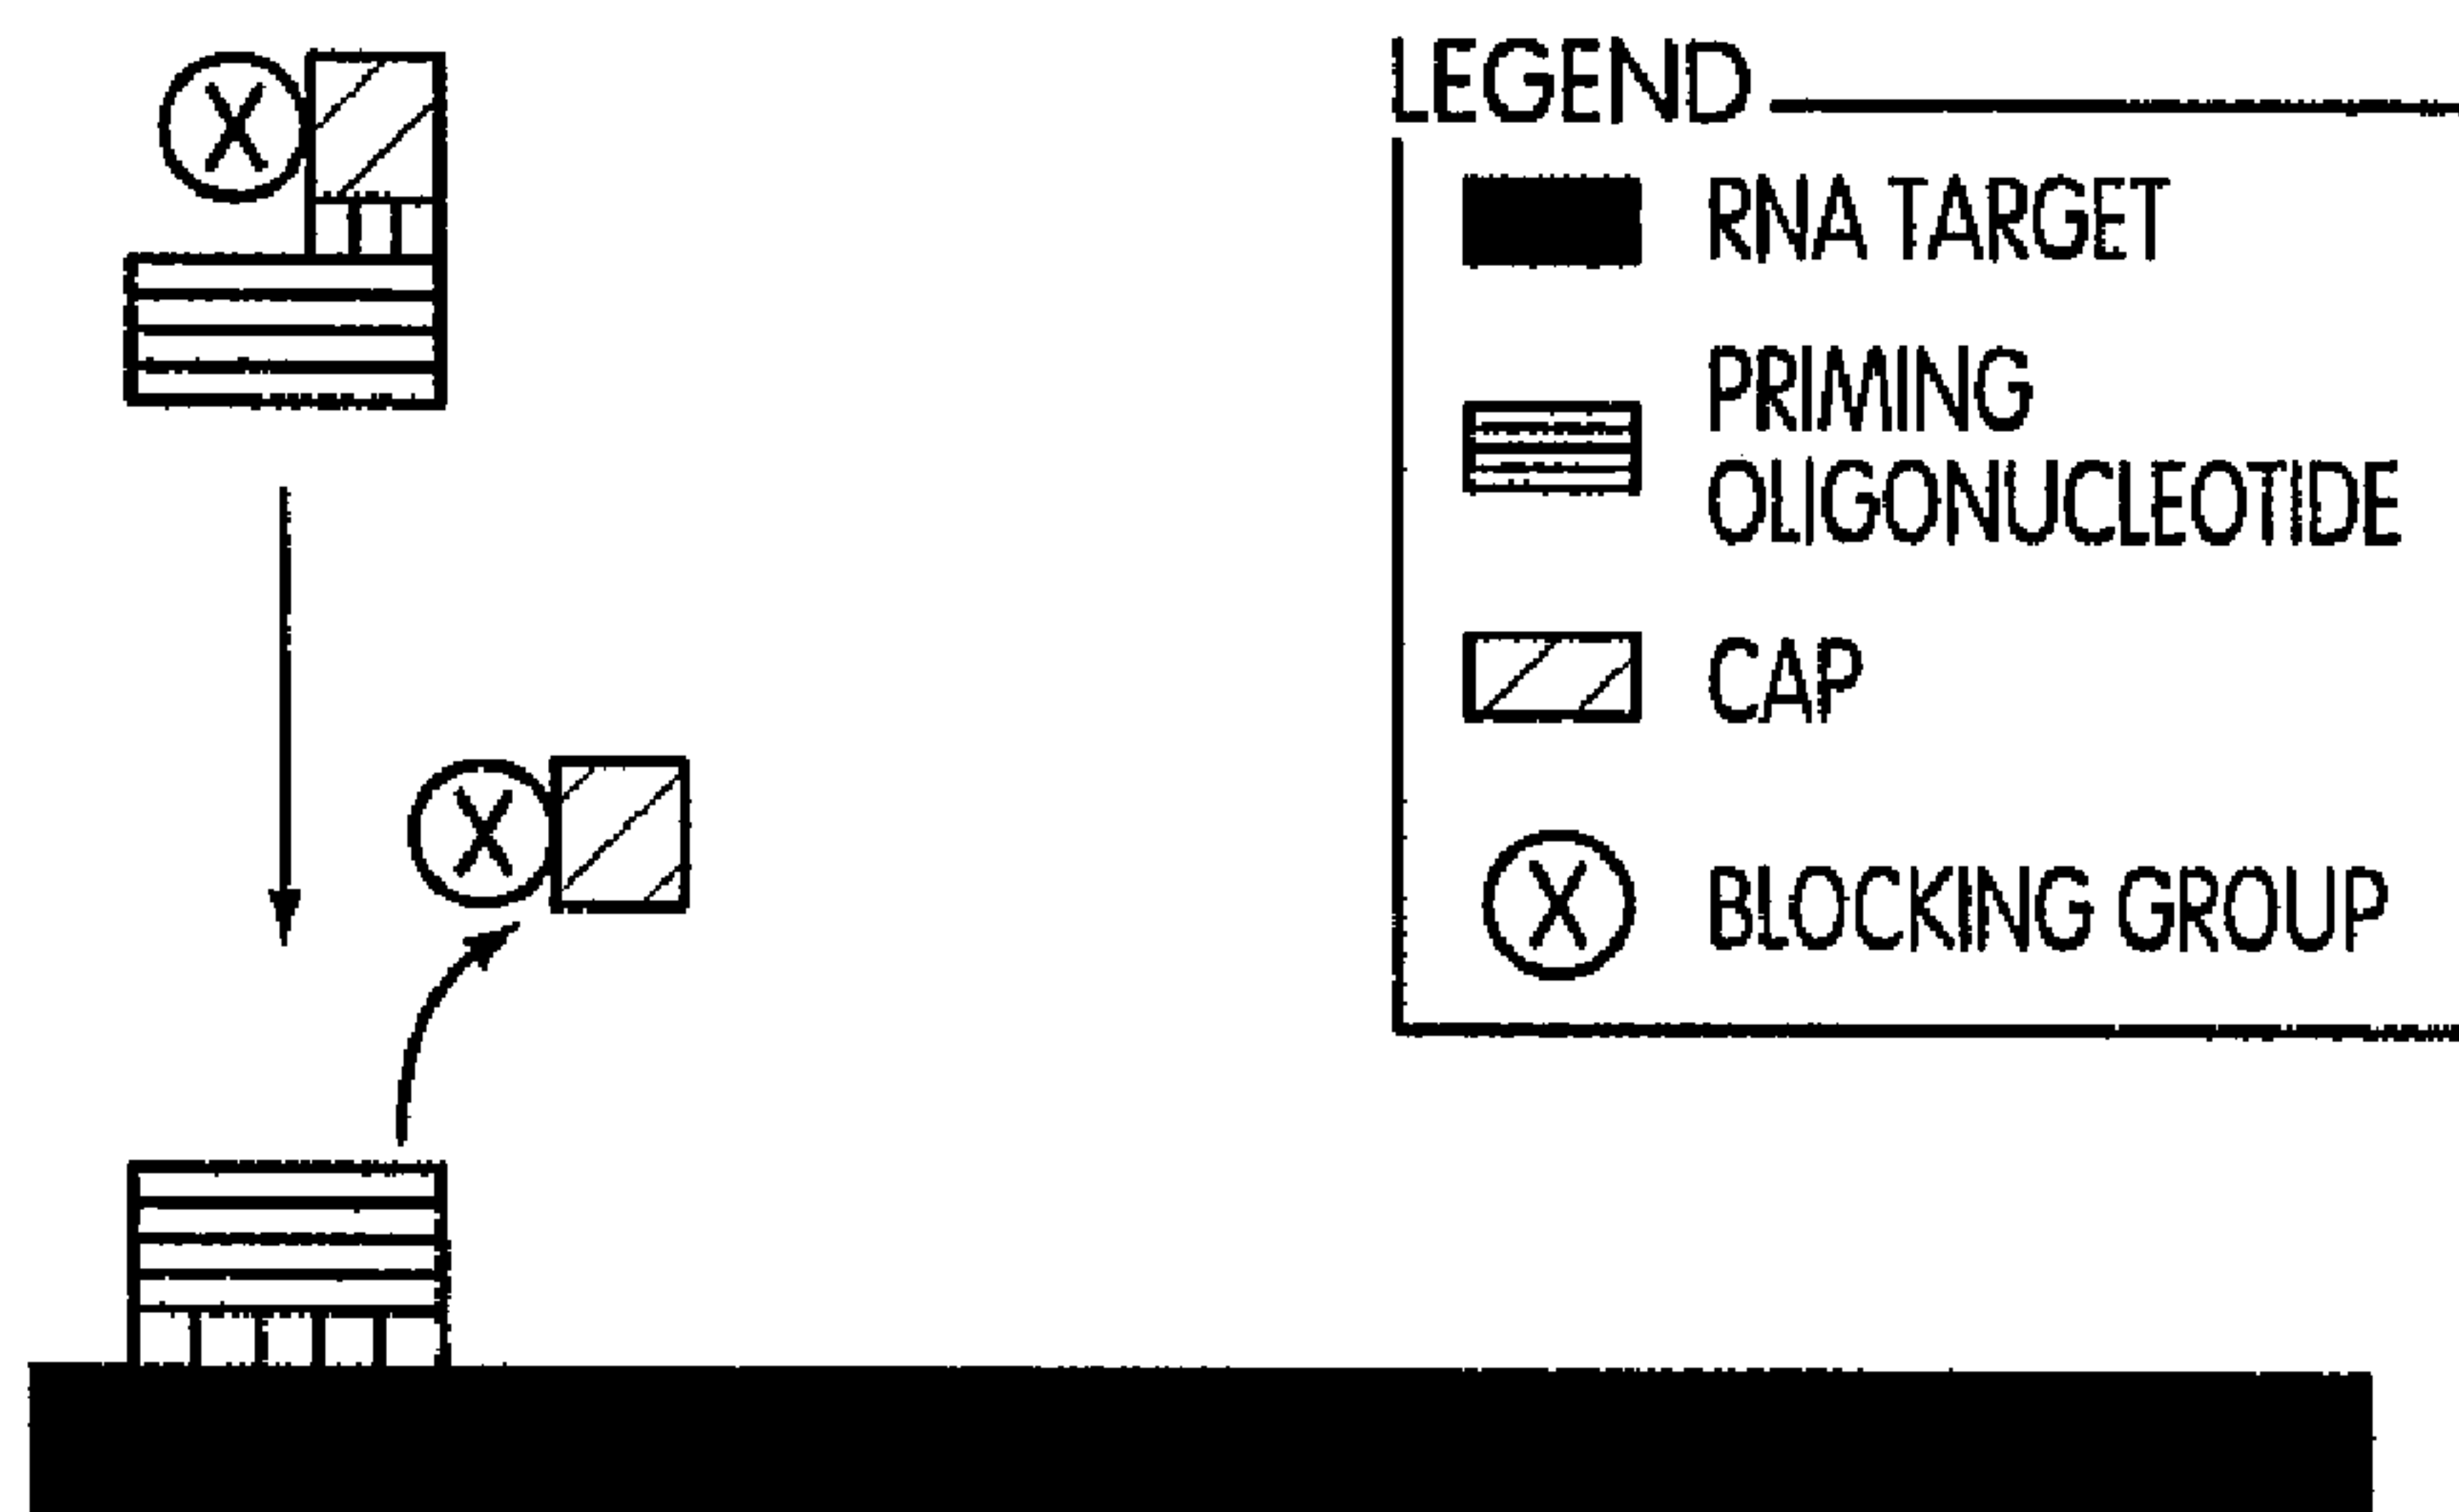 LEGEND
RNA TARGET
PRIMING
OLIGONUCLEOTIDE
CAP
X
X
BLOCKING GROUP
X